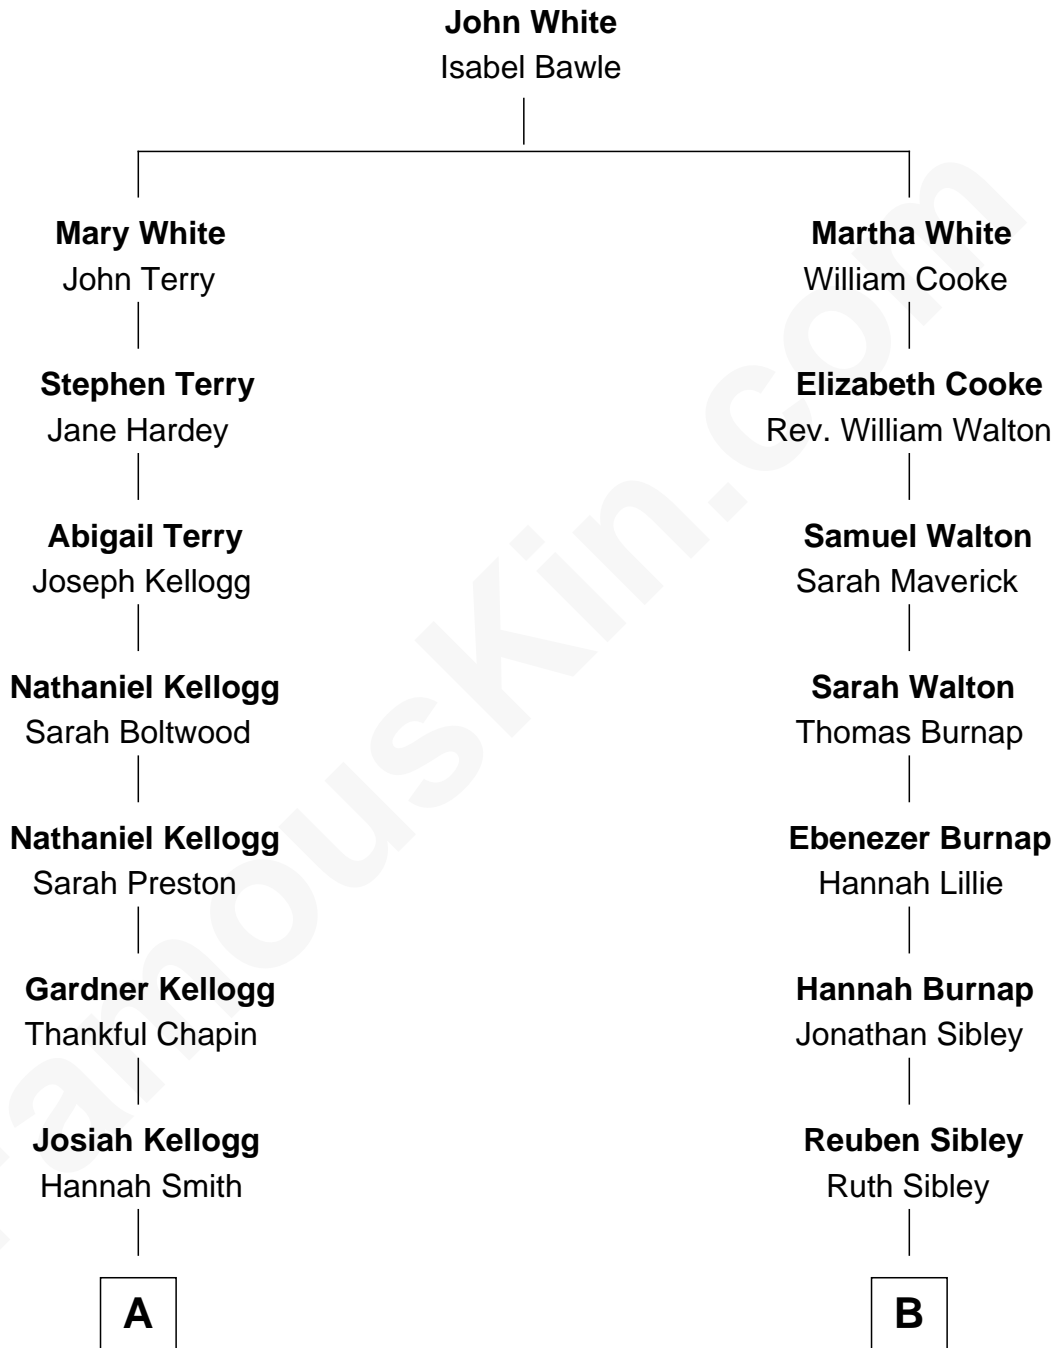 John White
Isabel Bawle
Mary White
John Terry
Martha White
William Cooke
Stephen Terry
Jane Hardey
Elizabeth Cooke
Rev. William Walton
Abigail Terry
Joseph Kellogg
Samuel Walton
Sarah Maverick
Nathaniel Kellogg
Sarah Boltwood
Sarah Walton
Thomas Burnap
Nathaniel Kellogg
Sarah Preston
Ebenezer Burnap
Hannah Lillie
Gardner Kellogg
Thankful Chapin
Hannah Burnap
Jonathan Sibley
Josiah Kellogg
Hannah Smith
Reuben Sibley
Ruth Sibley
A
B
FamousKin.com